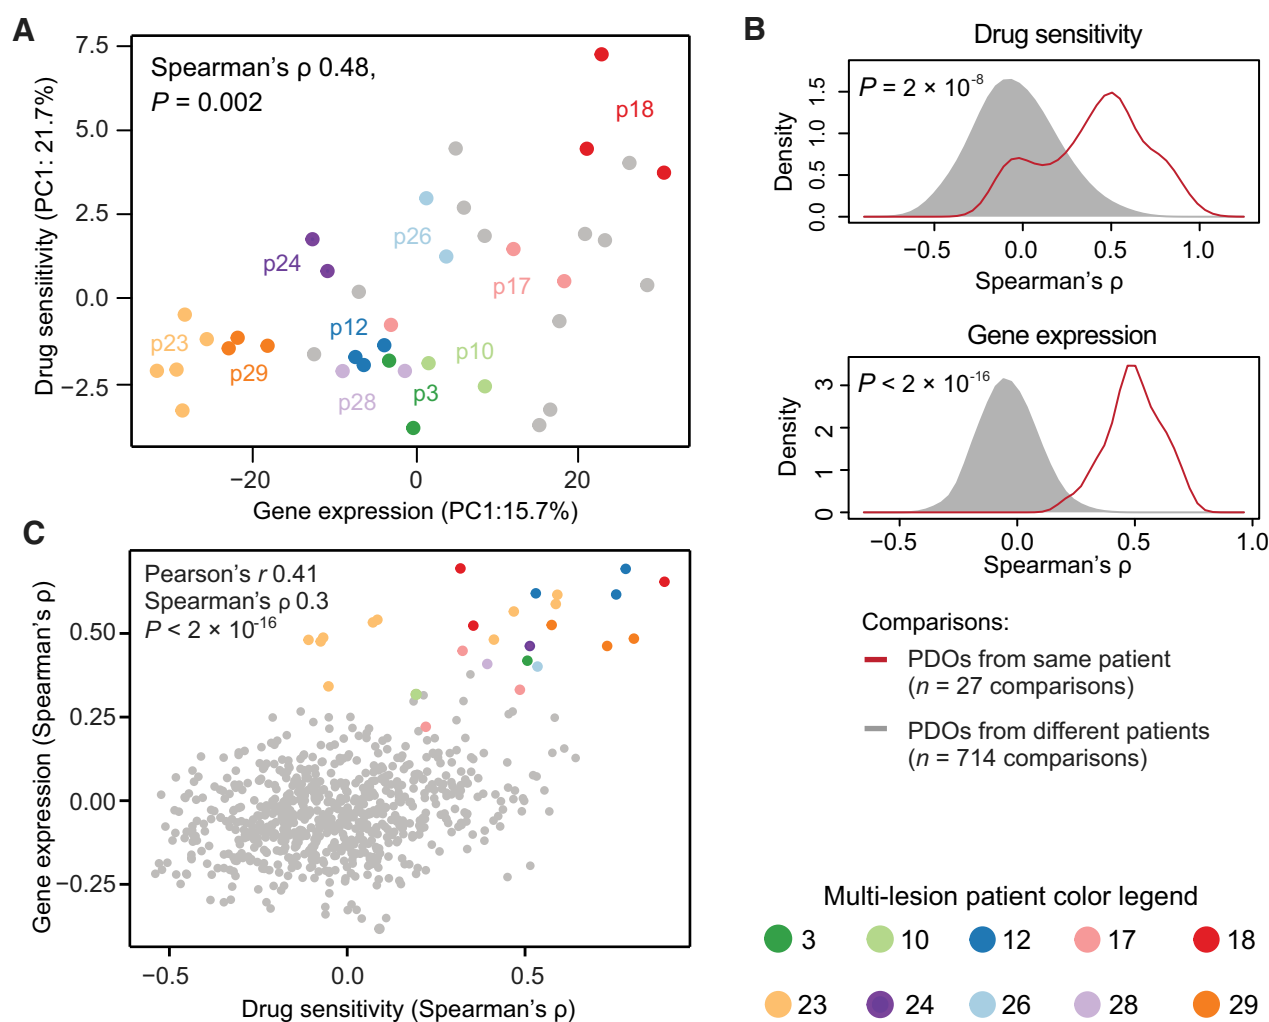 A
Spearman's ρ 0.48,
P = 0.002
7.5
5.0
2.5
0.0
−2.5
Drug sensiitivity (PC1: 21.7%)
p18
p26
p24
p17
p12
p23
p10
p29
p28
p3
−20
0
20
Gene expression (PC1:15.7%)
B
Drug sensitivity
P = 2 × 10-8
Density
0.0
0.5
1.0
1.5
−0.5
0.0
0.5
1.0
Spearman's ρ
Gene expression
P < 2 × 10-16
Density
0
1
2
3
−0.5
0.0
0.5
1.0
Spearman's ρ
Comparisons:
PDOs from same patient
(n = 27 comparisons)
PDOs from different patients
(n = 714 comparisons)
C
Pearson's r 0.41
Spearman's ρ 0.3
P < 2 × 10-16
0.50
0.25
0.00
−0.25
Gene expression (Spearman's ρ)
−0.5
0.0
0.5
Drug sensitivity (Spearman's ρ)
Multi-lesion patient color legend
3
10
12
17
18
23
24
26
28
29